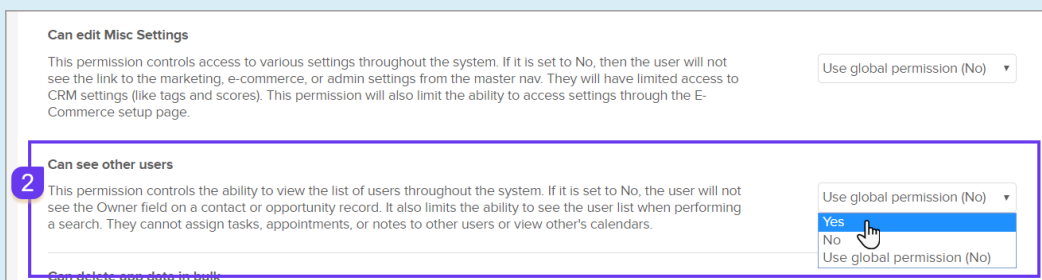 Can edit Misc Settings
This permission controls access to various settings throughout the system. If it is set to No, then the user will not
see the link to the marketing, e-commerce, or admin settings from the master nav. They will have limited access to
CRM settings (like tags and scores). This permission will also limit the ability to access settings through the E-
Commerce setup page.
Use global permission (No)
2
Can see other users
This permission controls the ability to view the list of users throughout the system. If it is set to No, the user will not
see the Owner field on a contact or opportunity record. It also limits the ability to see the user list when performing
a search. They cannot assign tasks, appointments, or notes to other users or view other's calendars.
Use global permission (No)
Yes
No
Use global permission (No)
Can delete app data in bulk